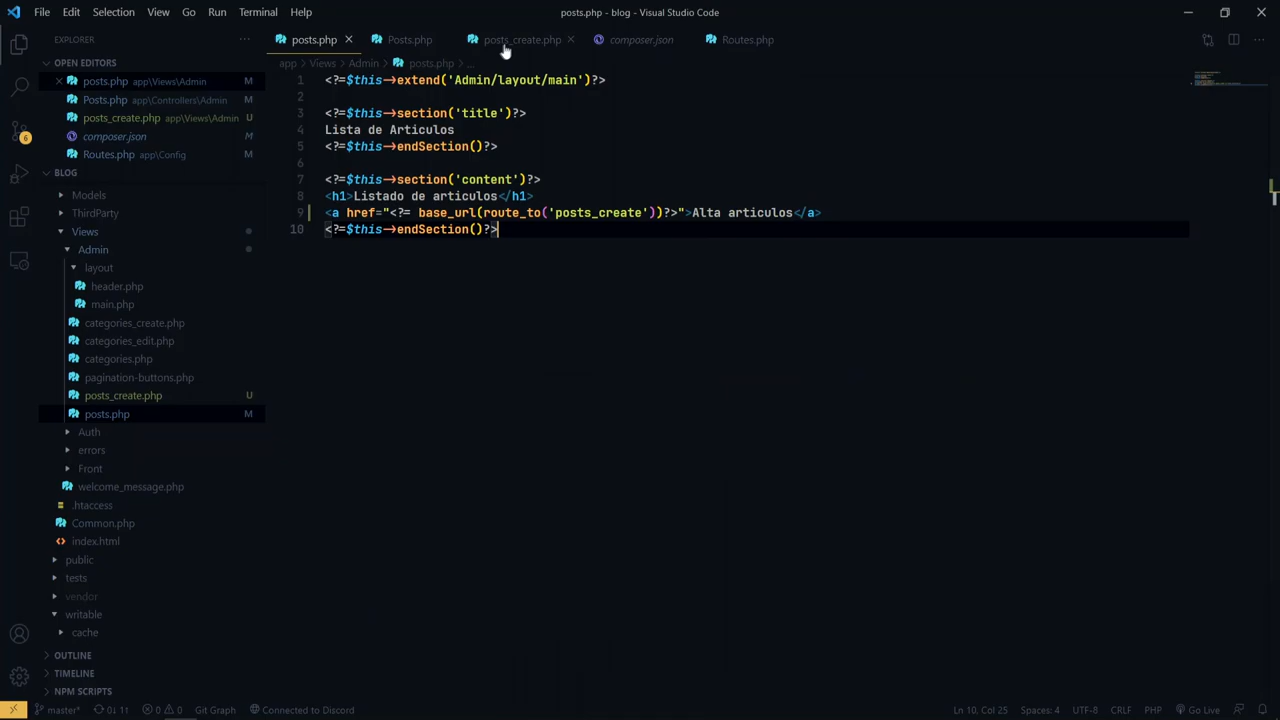 File Edit Selection View Go Run Terminal Help
posts.php - blog - Visual Studio Code
EXPLORER
posts.php
Posts.php
posts_create.php
composer.json
Routes.php
app > Views > Admin > posts.php > ...
OPEN EDITORS
posts.php app\Views\Admin M
Posts.php app\Controllers\Admin M
posts_create.php app\Views\Admin U
composer.json M
Routes.php app\Config M
BLOG
Models
ThirdParty
Views
Admin
layout
header.php
main.php
categories_create.php
categories_edit.php
categories.php
pagination-buttons.php
posts_create.php U
posts.php M
Auth
errors
Front
welcome_message.php
.htaccess
Common.php
index.html
public
tests
vendor
writable
cache
OUTLINE
TIMELINE
NPM SCRIPTS
1 <?=$this->extend('Admin/layout/main')?>
2
3 <?=$this->section('title')?>
4 Lista de Articulos
5 <?=$this->endSection()?>
6
7 <?=$this->section('content')?>
8 <h1>Listado de articulos</h1>
9 <a href="<?= base_url(route_to('posts_create'))?>">Alta articulos</a>
10 <?=$this->endSection()?>
6
master* 0↓ 11 0 0 Git Graph Connected to Discord
Ln 10, Col 25 Spaces: 4 UTF-8 CRLF PHP Go Live